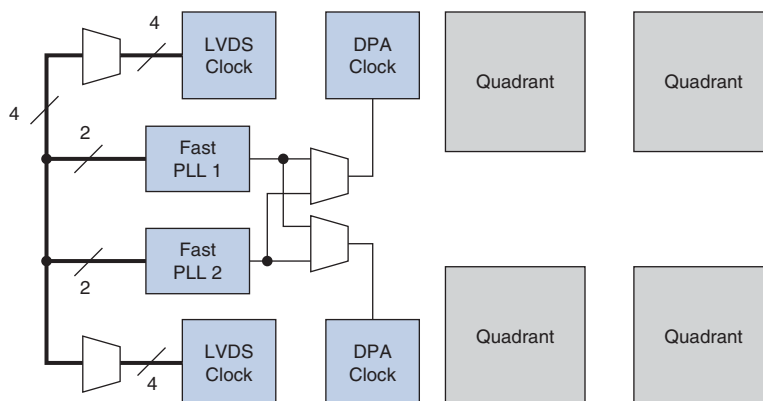 4
LVDS
Clock
DPA
Clock
Quadrant
Quadrant
4
2
Fast
PLL 1
Fast
PLL 2
2
4
LVDS
Clock
DPA
Clock
Quadrant
Quadrant